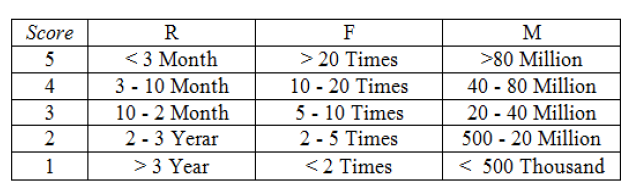 Score R F M
5 < 3 Month > 20 Times >80 Million
4 3 - 10 Month 10 - 20 Times 40 - 80 Million
3 10 - 2 Month 5 - 10 Times 20 - 40 Million
2 2 - 3 Yerar 2 - 5 Times 500 - 20 Million
1 > 3 Year < 2 Times < 500 Thousand